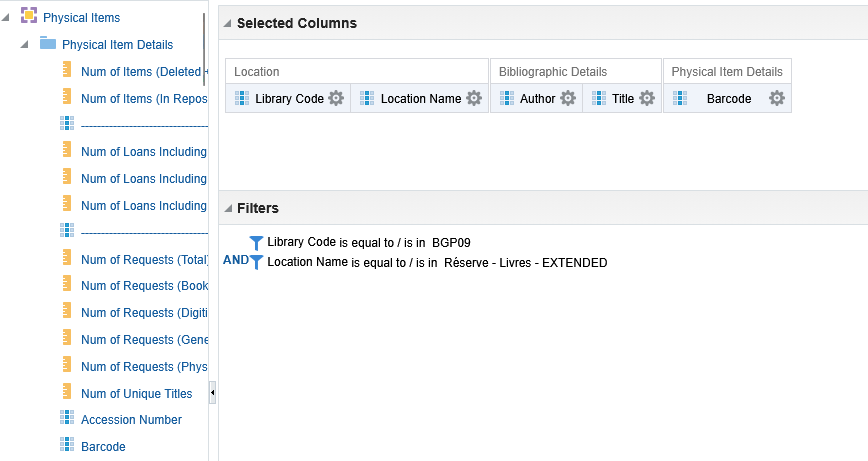 Physical Items
Physical Item Details
Num of Items (Deleted +
Num of Items (In Repos
--------------------------------
Num of Loans Including
Num of Loans Including
Num of Loans Including
--------------------------------
Num of Requests (Total)
Num of Requests (Book
Num of Requests (Digiti
Num of Requests (Gene
Num of Requests (Phys
Num of Unique Titles
Accession Number
Barcode
Selected Columns
Location Bibliographic Details Physical Item Details
Library Code Location Name Author Title Barcode
Filters
Library Code is equal to / is in BGP09
AND Location Name is equal to / is in Réserve - Livres - EXTENDED